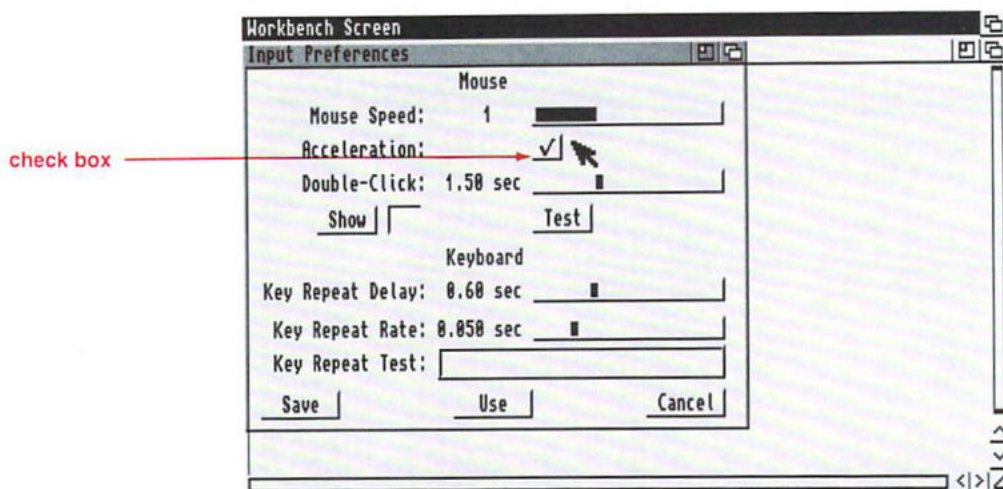 Workbench Screen
Input Preferences
Mouse
Mouse Speed: 1
check box
Acceleration:
Double-Click: 1.50 sec
Show Test
Keyboard
Key Repeat Delay: 0.60 sec
Key Repeat Rate: 0.050 sec
Key Repeat Test:
Save Use Cancel